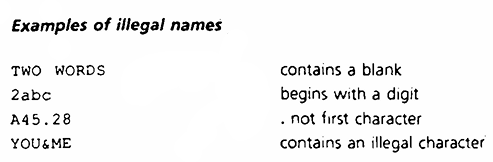 Examples of illegal names
TWO WORDS contains a blank
2abc begins with a digit
A45.28 . not first character
YOU&ME contains an illegal character